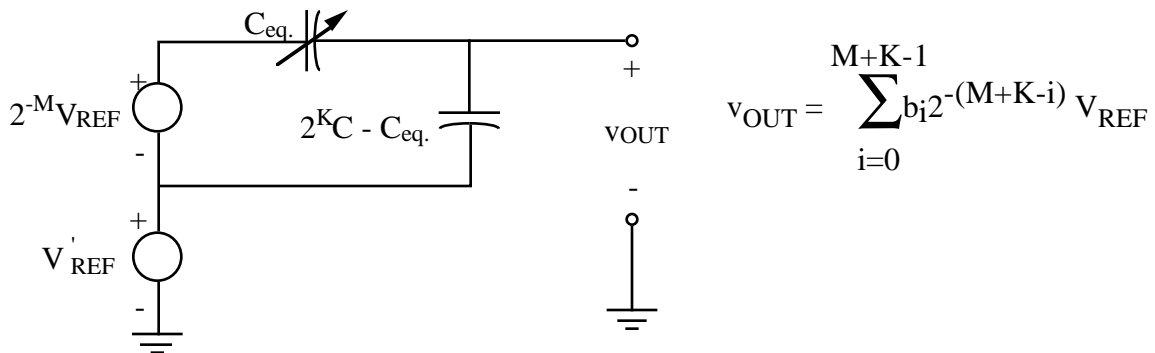 Ceq.
+
2-MVREF
-
2KC - Ceq.
+
V'REF
-
+
vOUT
-
M+K-1
vOUT = ∑bi2-(M+K-i) VREF
i=0